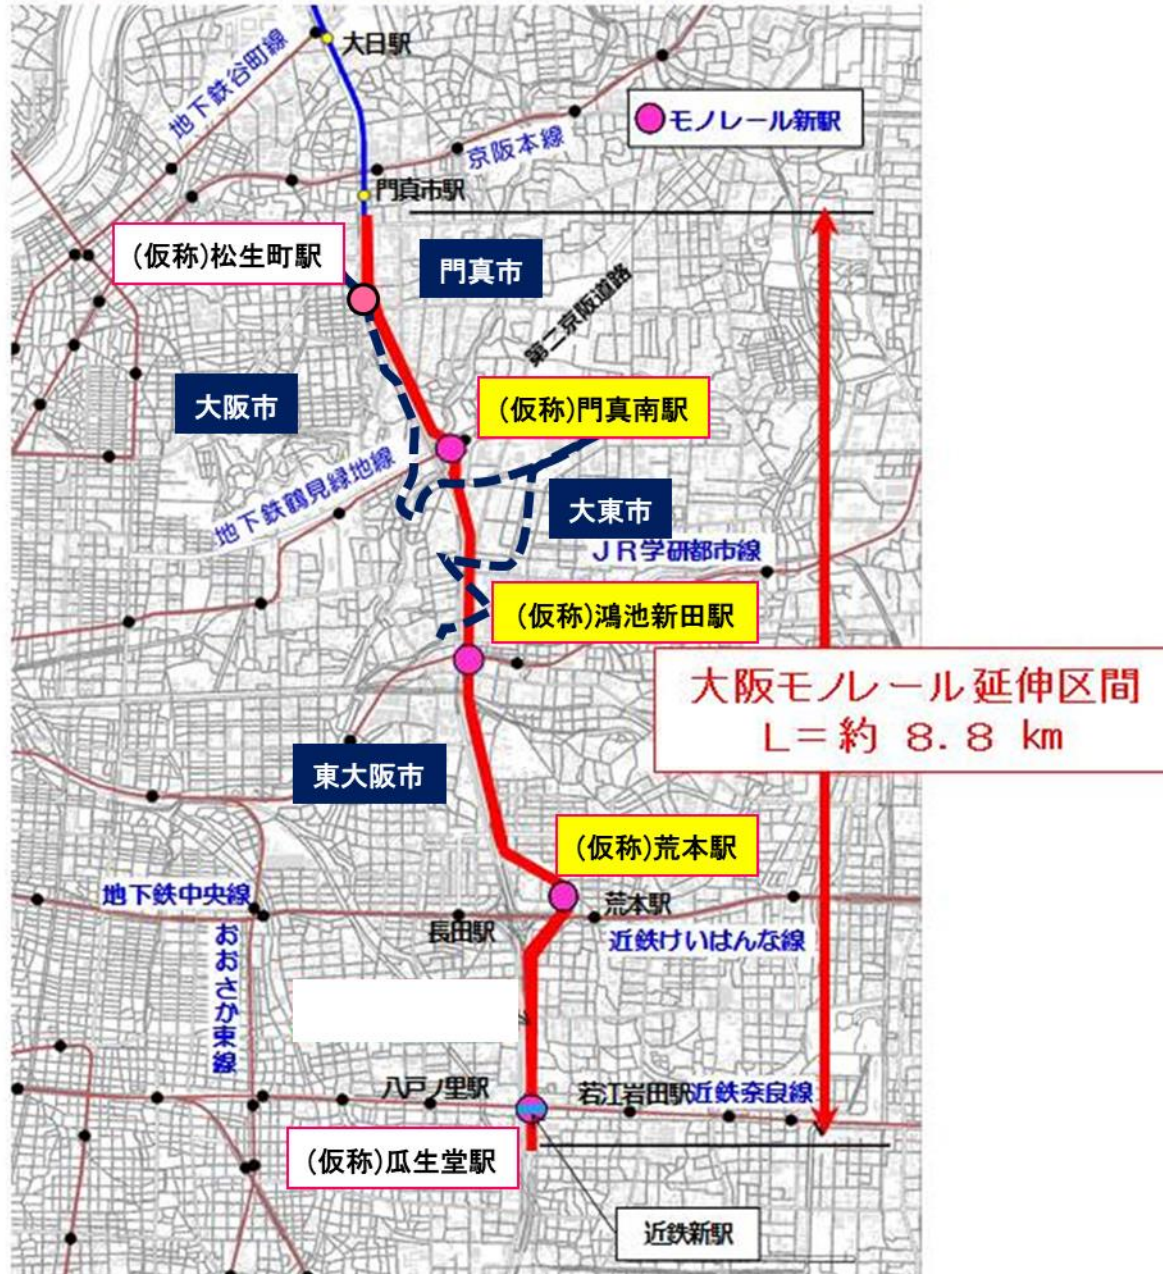 大日駅
地下鉄谷町線
モノレール新駅
京阪本線
門真市駅
(仮称)松生町駅
門真市
第二京阪道路
大阪市
(仮称)門真南駅
地下鉄鶴見緑地線
大東市
JR学研都市線
(仮称)鴻池新田駅
大阪モノレール延伸区間
L=約 8.8 km
東大阪市
(仮称)荒本駅
地下鉄中央線
荒本駅
長田駅
近鉄けいはんな線
おおさか東線
八戸ノ里駅
若江岩田駅
近鉄奈良線
(仮称)瓜生堂駅
近鉄新駅